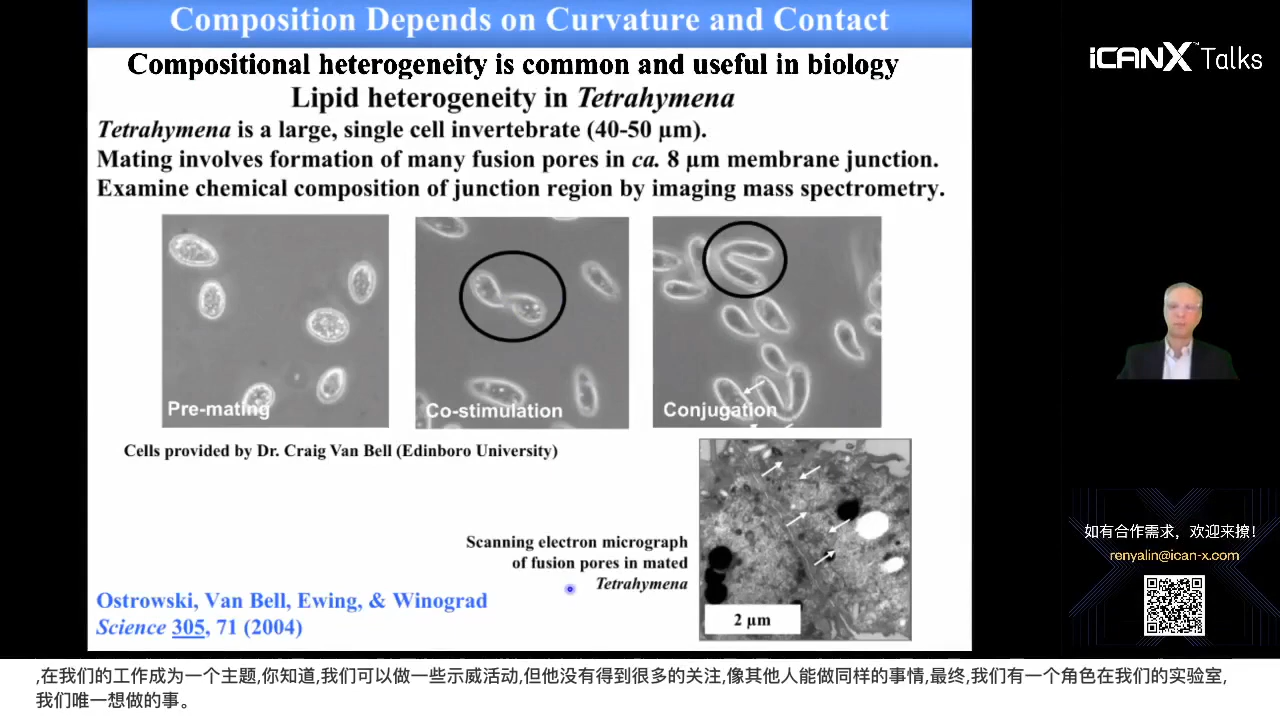 Composition Depends on Curvature and Contact
Compositional heterogeneity is common and useful in biology
Lipid heterogeneity in Tetrahymena
Tetrahymena is a large, single cell invertebrate (40-50 µm).
Mating involves formation of many fusion pores in ca. 8 µm membrane junction.
Examine chemical composition of junction region by imaging mass spectrometry.
Pre-mating
Co-stimulation
Conjugation
Cells provided by Dr. Craig Van Bell (Edinboro University)
Scanning electron micrograph
of fusion pores in mated
Tetrahymena
2 µm
Ostrowski, Van Bell, Ewing, & Winograd
Science 305, 71 (2004)
iCANX™ Talks
如有合作需求，欢迎来撩！
renyalin@ican-x.com
,在我们的工作成为一个主题,你知道,我们可以做一些示威活动,但他没有得到很多的关注,像其他人能做同样的事情,最终,我们有一个角色在我们的实验室,
我们唯一想做的事。